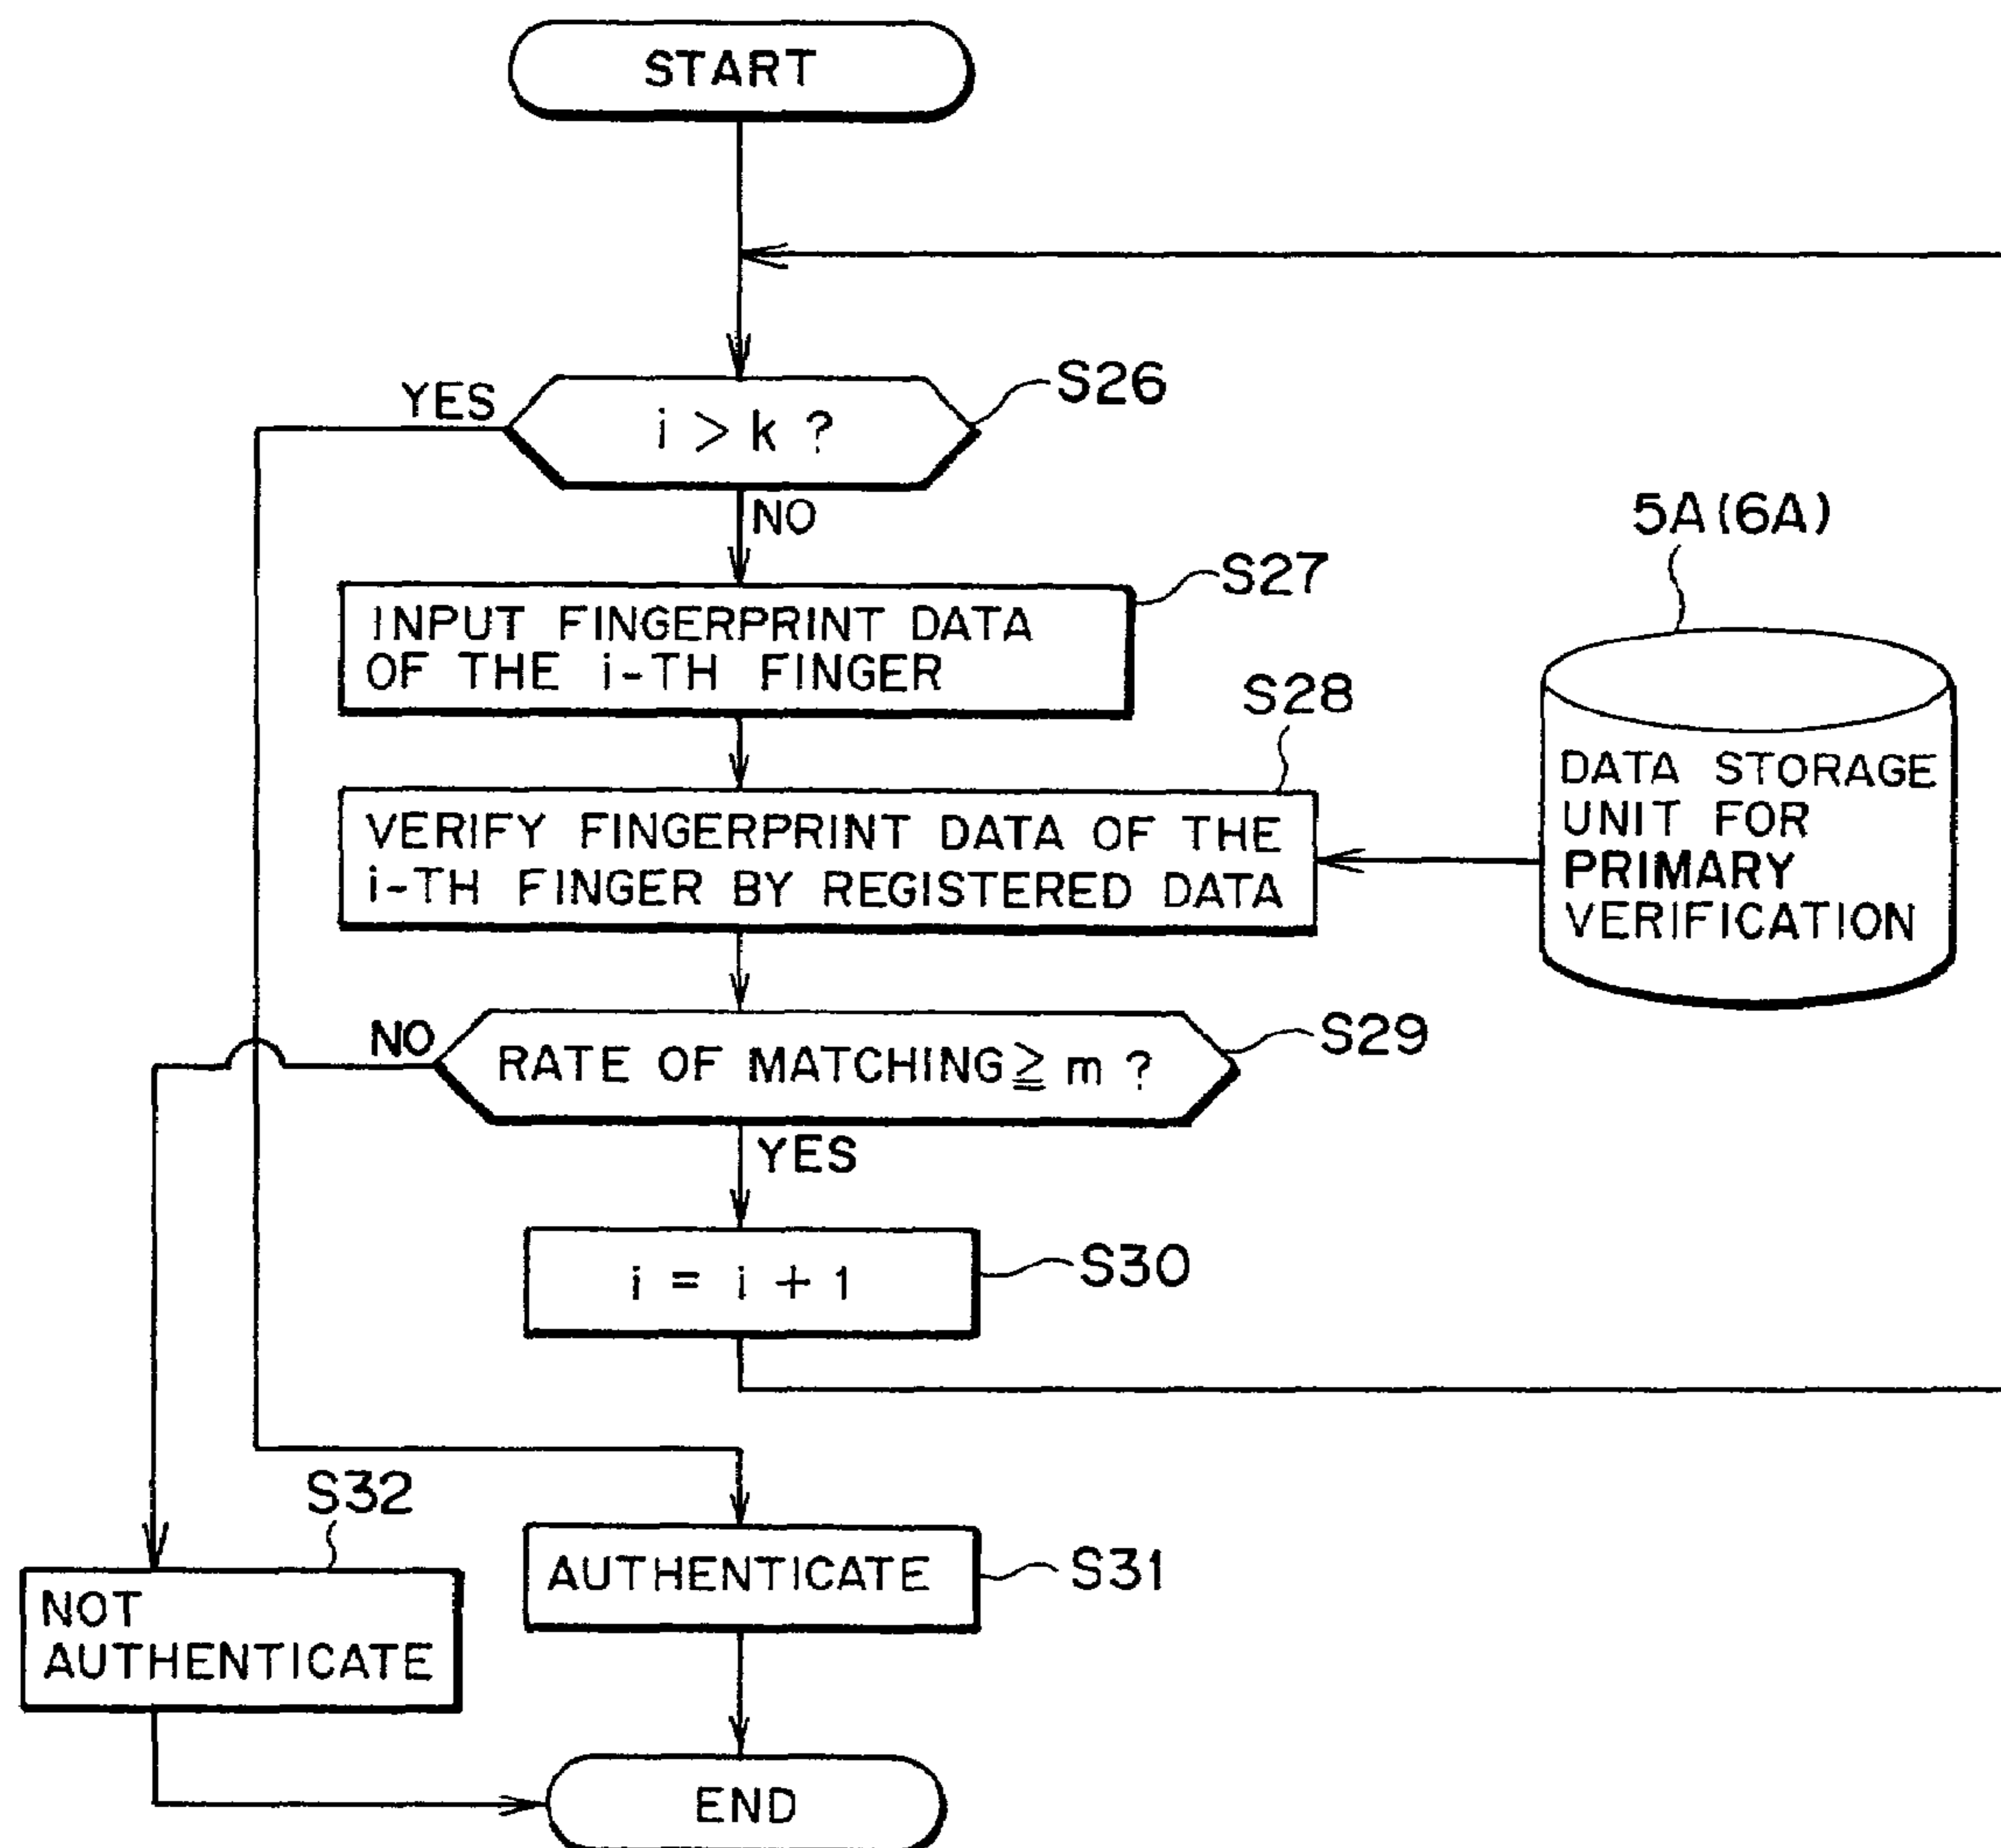 START
YES
i > k ?
S26
NO
5A(6A)
INPUT FINGERPRINT DATA
OF THE i-TH FINGER
S27
S28
VERIFY FINGERPRINT DATA OF THE
i-TH FINGER BY REGISTERED DATA
DATA STORAGE
UNIT FOR
PRIMARY
VERIFICATION
NO
RATE OF MATCHING ≧ m ?
S29
YES
i = i + 1
S30
S32
NOT
AUTHENTICATE
AUTHENTICATE
S31
END